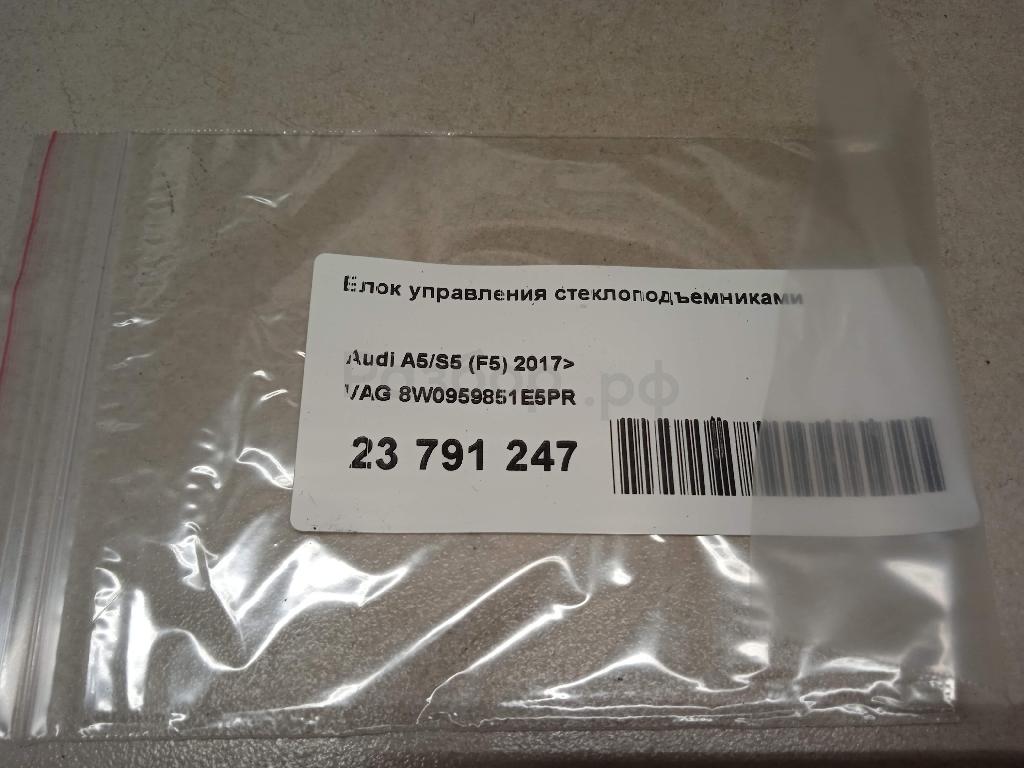 Блок управления стеклоподъемниками
Audi A5/S5 (F5) 2017>
VAG 8W0959851E5PR
23 791 247